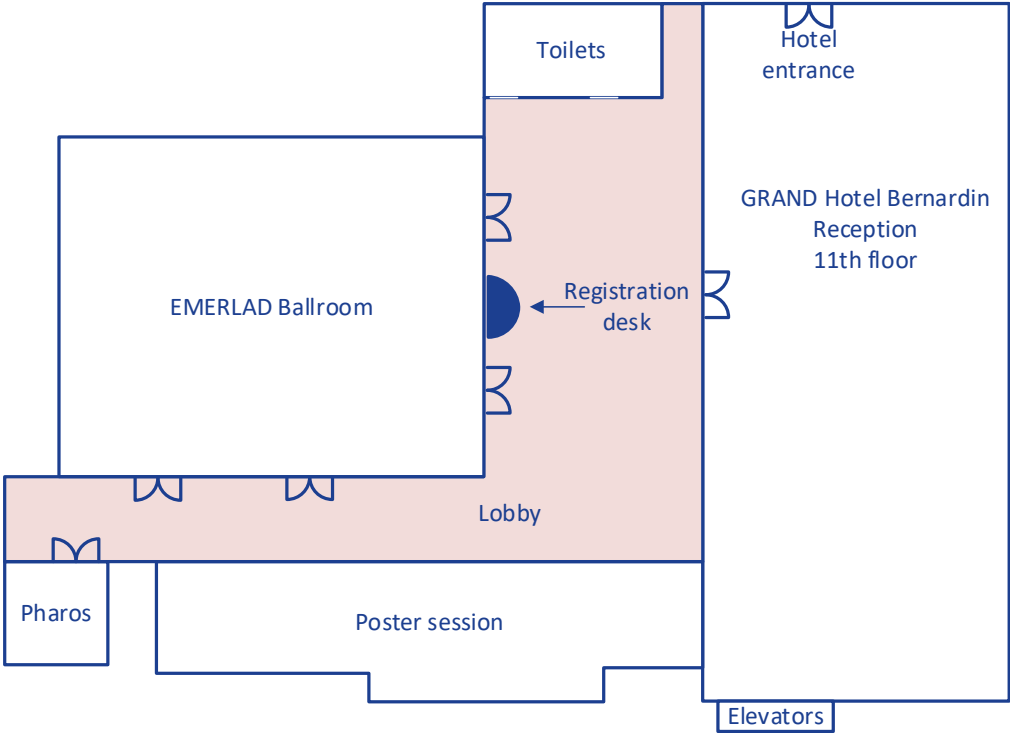 Toilets
Hotel
entrance
GRAND Hotel Bernardin
Reception
11th floor
EMERLAD Ballroom
Registration
desk
Lobby
Pharos
Poster session
Elevators